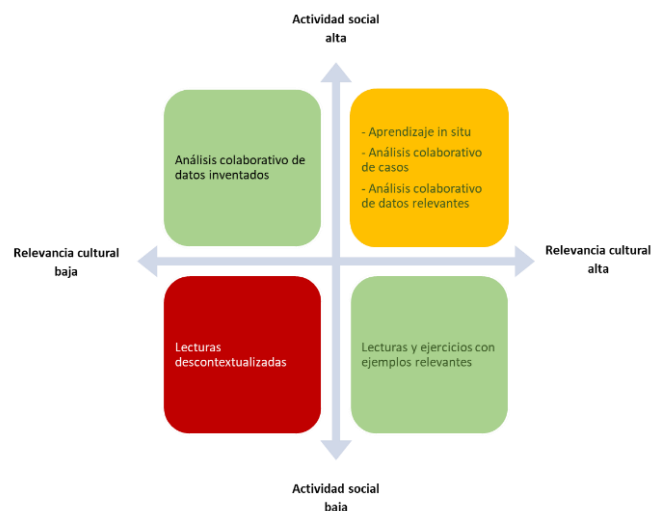 Actividad social
alta
Análisis colaborativo de
datos inventados
- Aprendizaje in situ
- Análisis colaborativo
de casos
- Análisis colaborativo
de datos relevantes
Relevancia cultural
baja
Relevancia cultural
alta
Lecturas
descontextualizadas
Lecturas y ejercicios con
ejemplos relevantes
Actividad social
baja